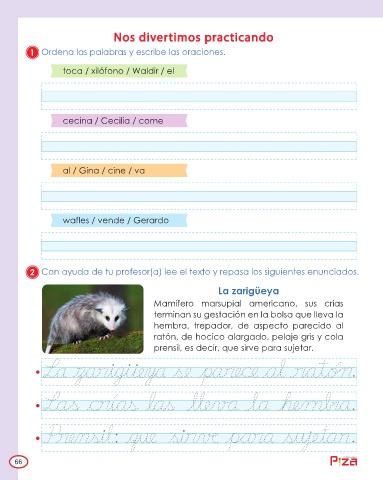 Nos divertimos practicando
1 Ordena las palabras y escribe las oraciones.
toca / xilófono / Waldir / el
cecina / Cecilia / come
al / Gina / cine / va
wafles / vende / Gerardo
2 Con ayuda de tu profesor(a) lee el texto y repasa los siguientes enunciados.
La zarigüeya
Mamífero marsupial americano, sus crías
terminan su gestación en la bolsa que lleva la
hembra, trepador, de aspecto parecido al
ratón, de hocico alargado, pelaje gris y cola
prensil, es decir, que sirve para sujetar.
• La zarigüeya se parece al ratón.
• Las crías las lleva la hembra.
• Prensil: que sirve para sujetar.
66
Piza